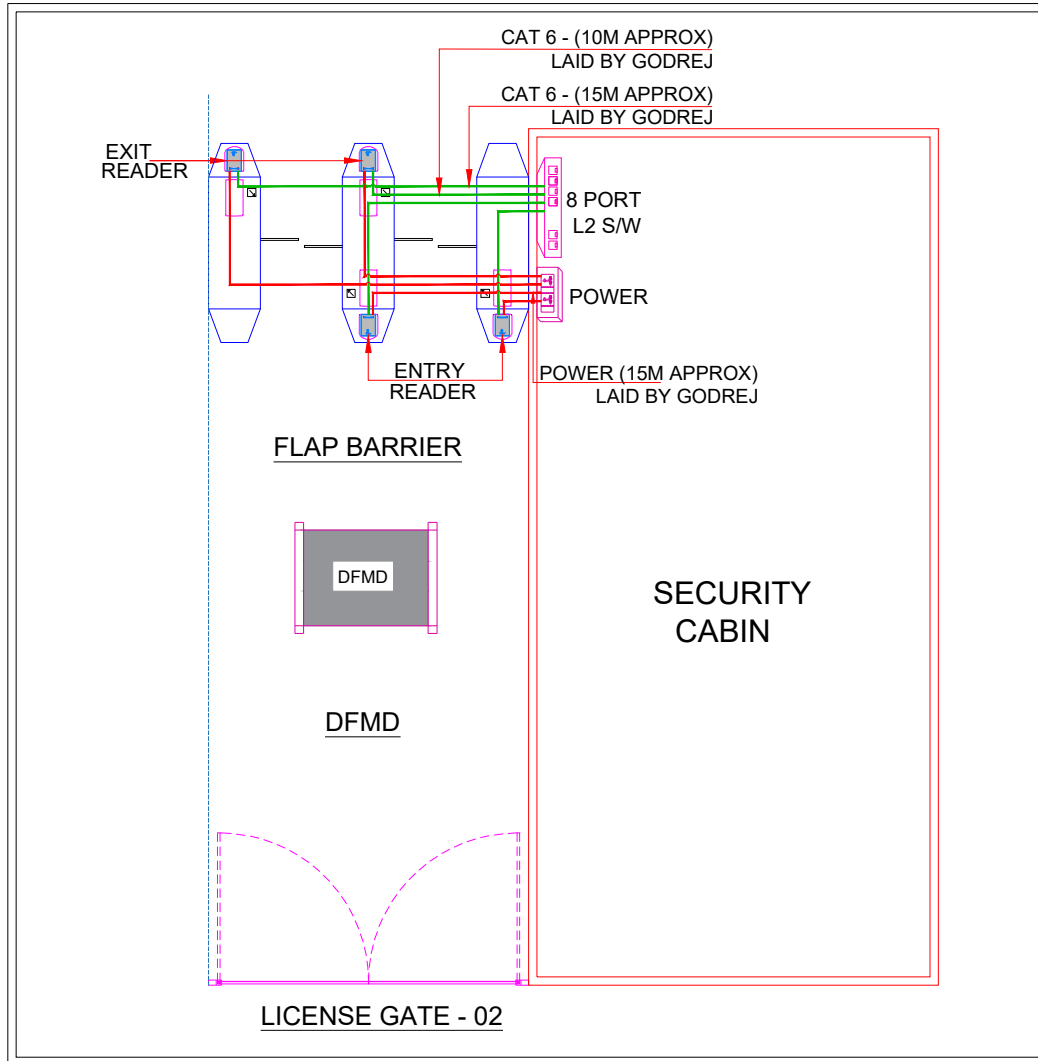 CAT 6 - (10M APPROX)
LAID BY GODREJ
CAT 6 - (15M APPROX)
LAID BY GODREJ
EXIT
READER
8 PORT
L2 S/W
POWER
ENTRY
READER
POWER (15M APPROX)
LAID BY GODREJ
FLAP BARRIER
DFMD
SECURITY
CABIN
DFMD
LICENSE GATE - 02